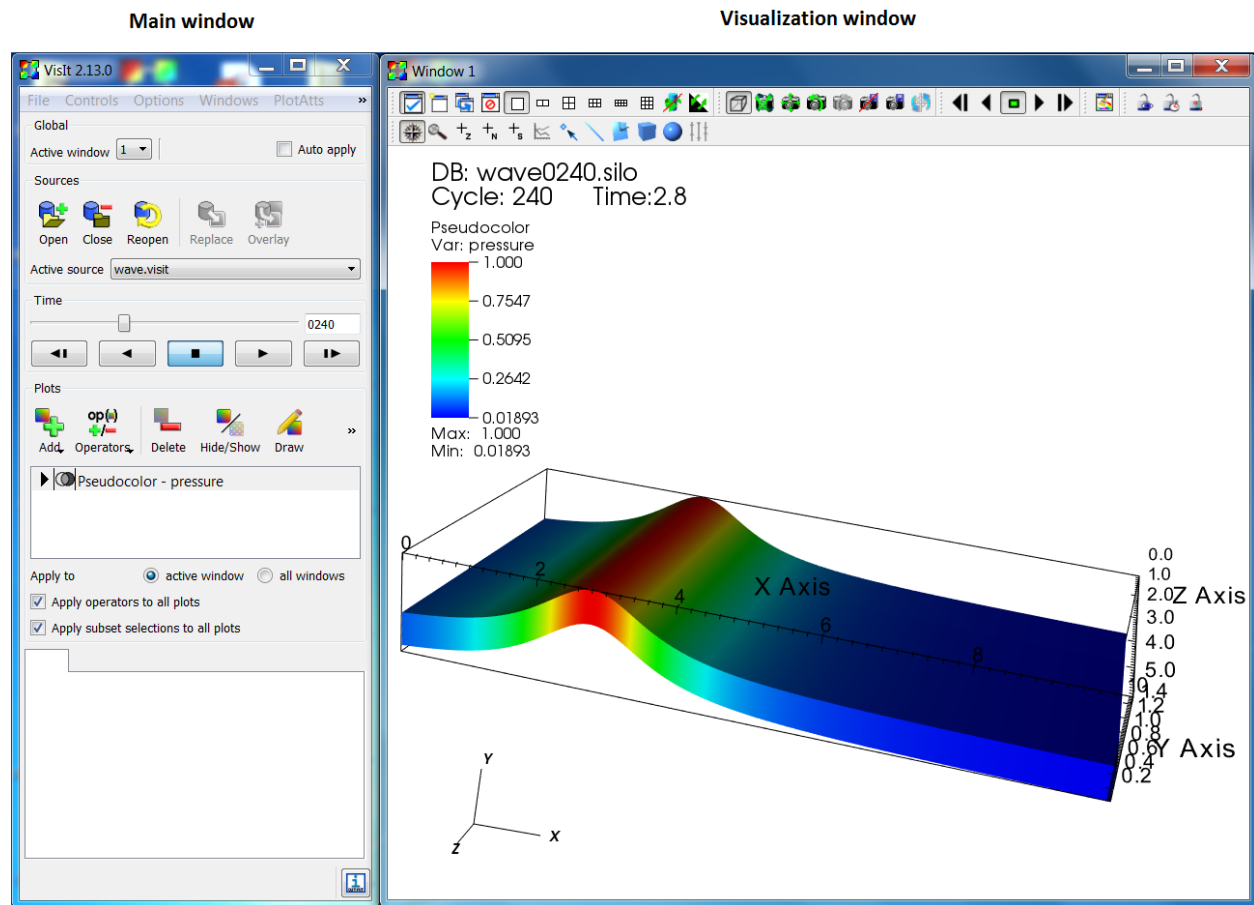 Main window
Visualization window
VisIt 2.13.0
File Controls Options Windows PlotAtts »
Global
Active window 1
Auto apply
Sources
Open Close Reopen Replace Overlay
Active source wave.visit
Time
0240
Plots
op(=)
+/-
Add Operators Delete Hide/Show Draw »
Pseudocolor - pressure
Apply to active window all windows
Apply operators to all plots
Apply subset selections to all plots
Window 1
DB: wave0240.silo
Cycle: 240 Time:2.8
Pseudocolor
Var: pressure
1.000
0.7547
0.5095
0.2642
0.01893
Max: 1.000
Min: 0.01893
0
2
4
6
8
X Axis
0.0
1.0
2.0
4.0
3.0
5.0
Z Axis
0
1.4
1.2
1.0
0.8
0.6
0.4
0.2
Y Axis
Y
X
Z